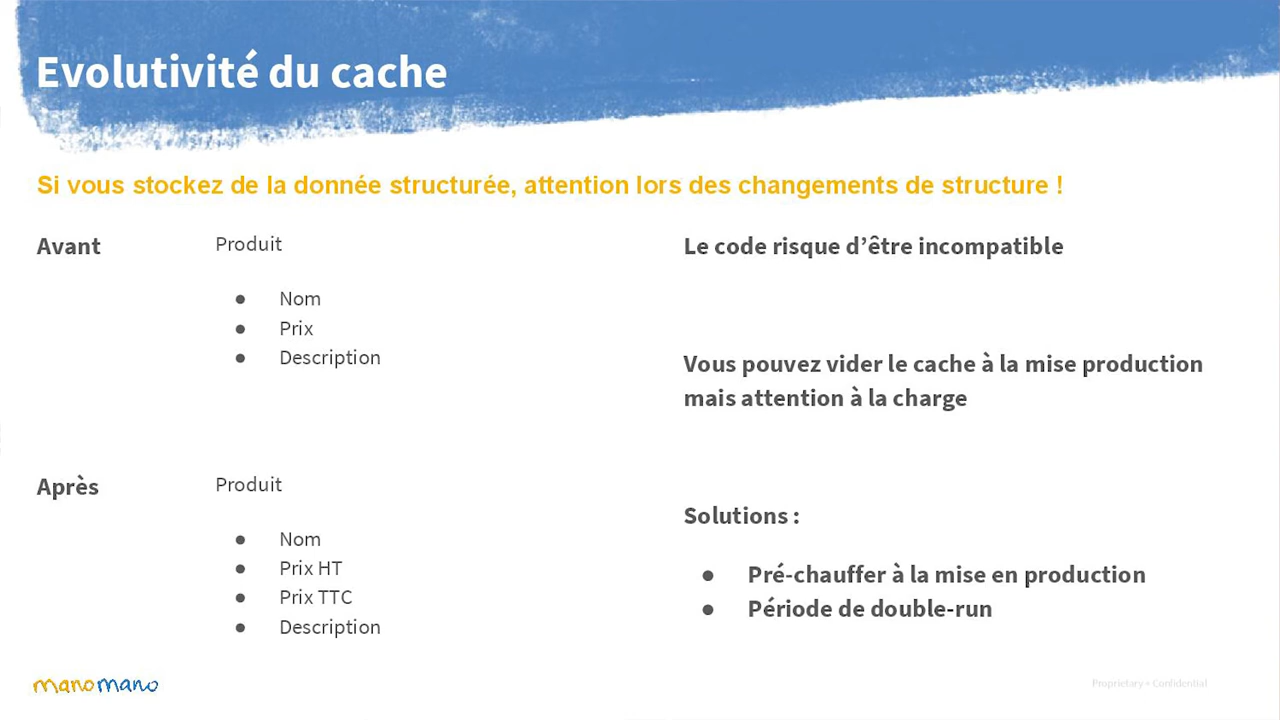 Evolutivité du cache
Si vous stockez de la donnée structurée, attention lors des changements de structure !
Avant
Produit
● Nom
● Prix
● Description
Après
Produit
● Nom
● Prix HT
● Prix TTC
● Description
Le code risque d’être incompatible
Vous pouvez vider le cache à la mise production
mais attention à la charge
Solutions :
● Pré-chauffer à la mise en production
● Période de double-run
manomano
Proprietary + Confidential